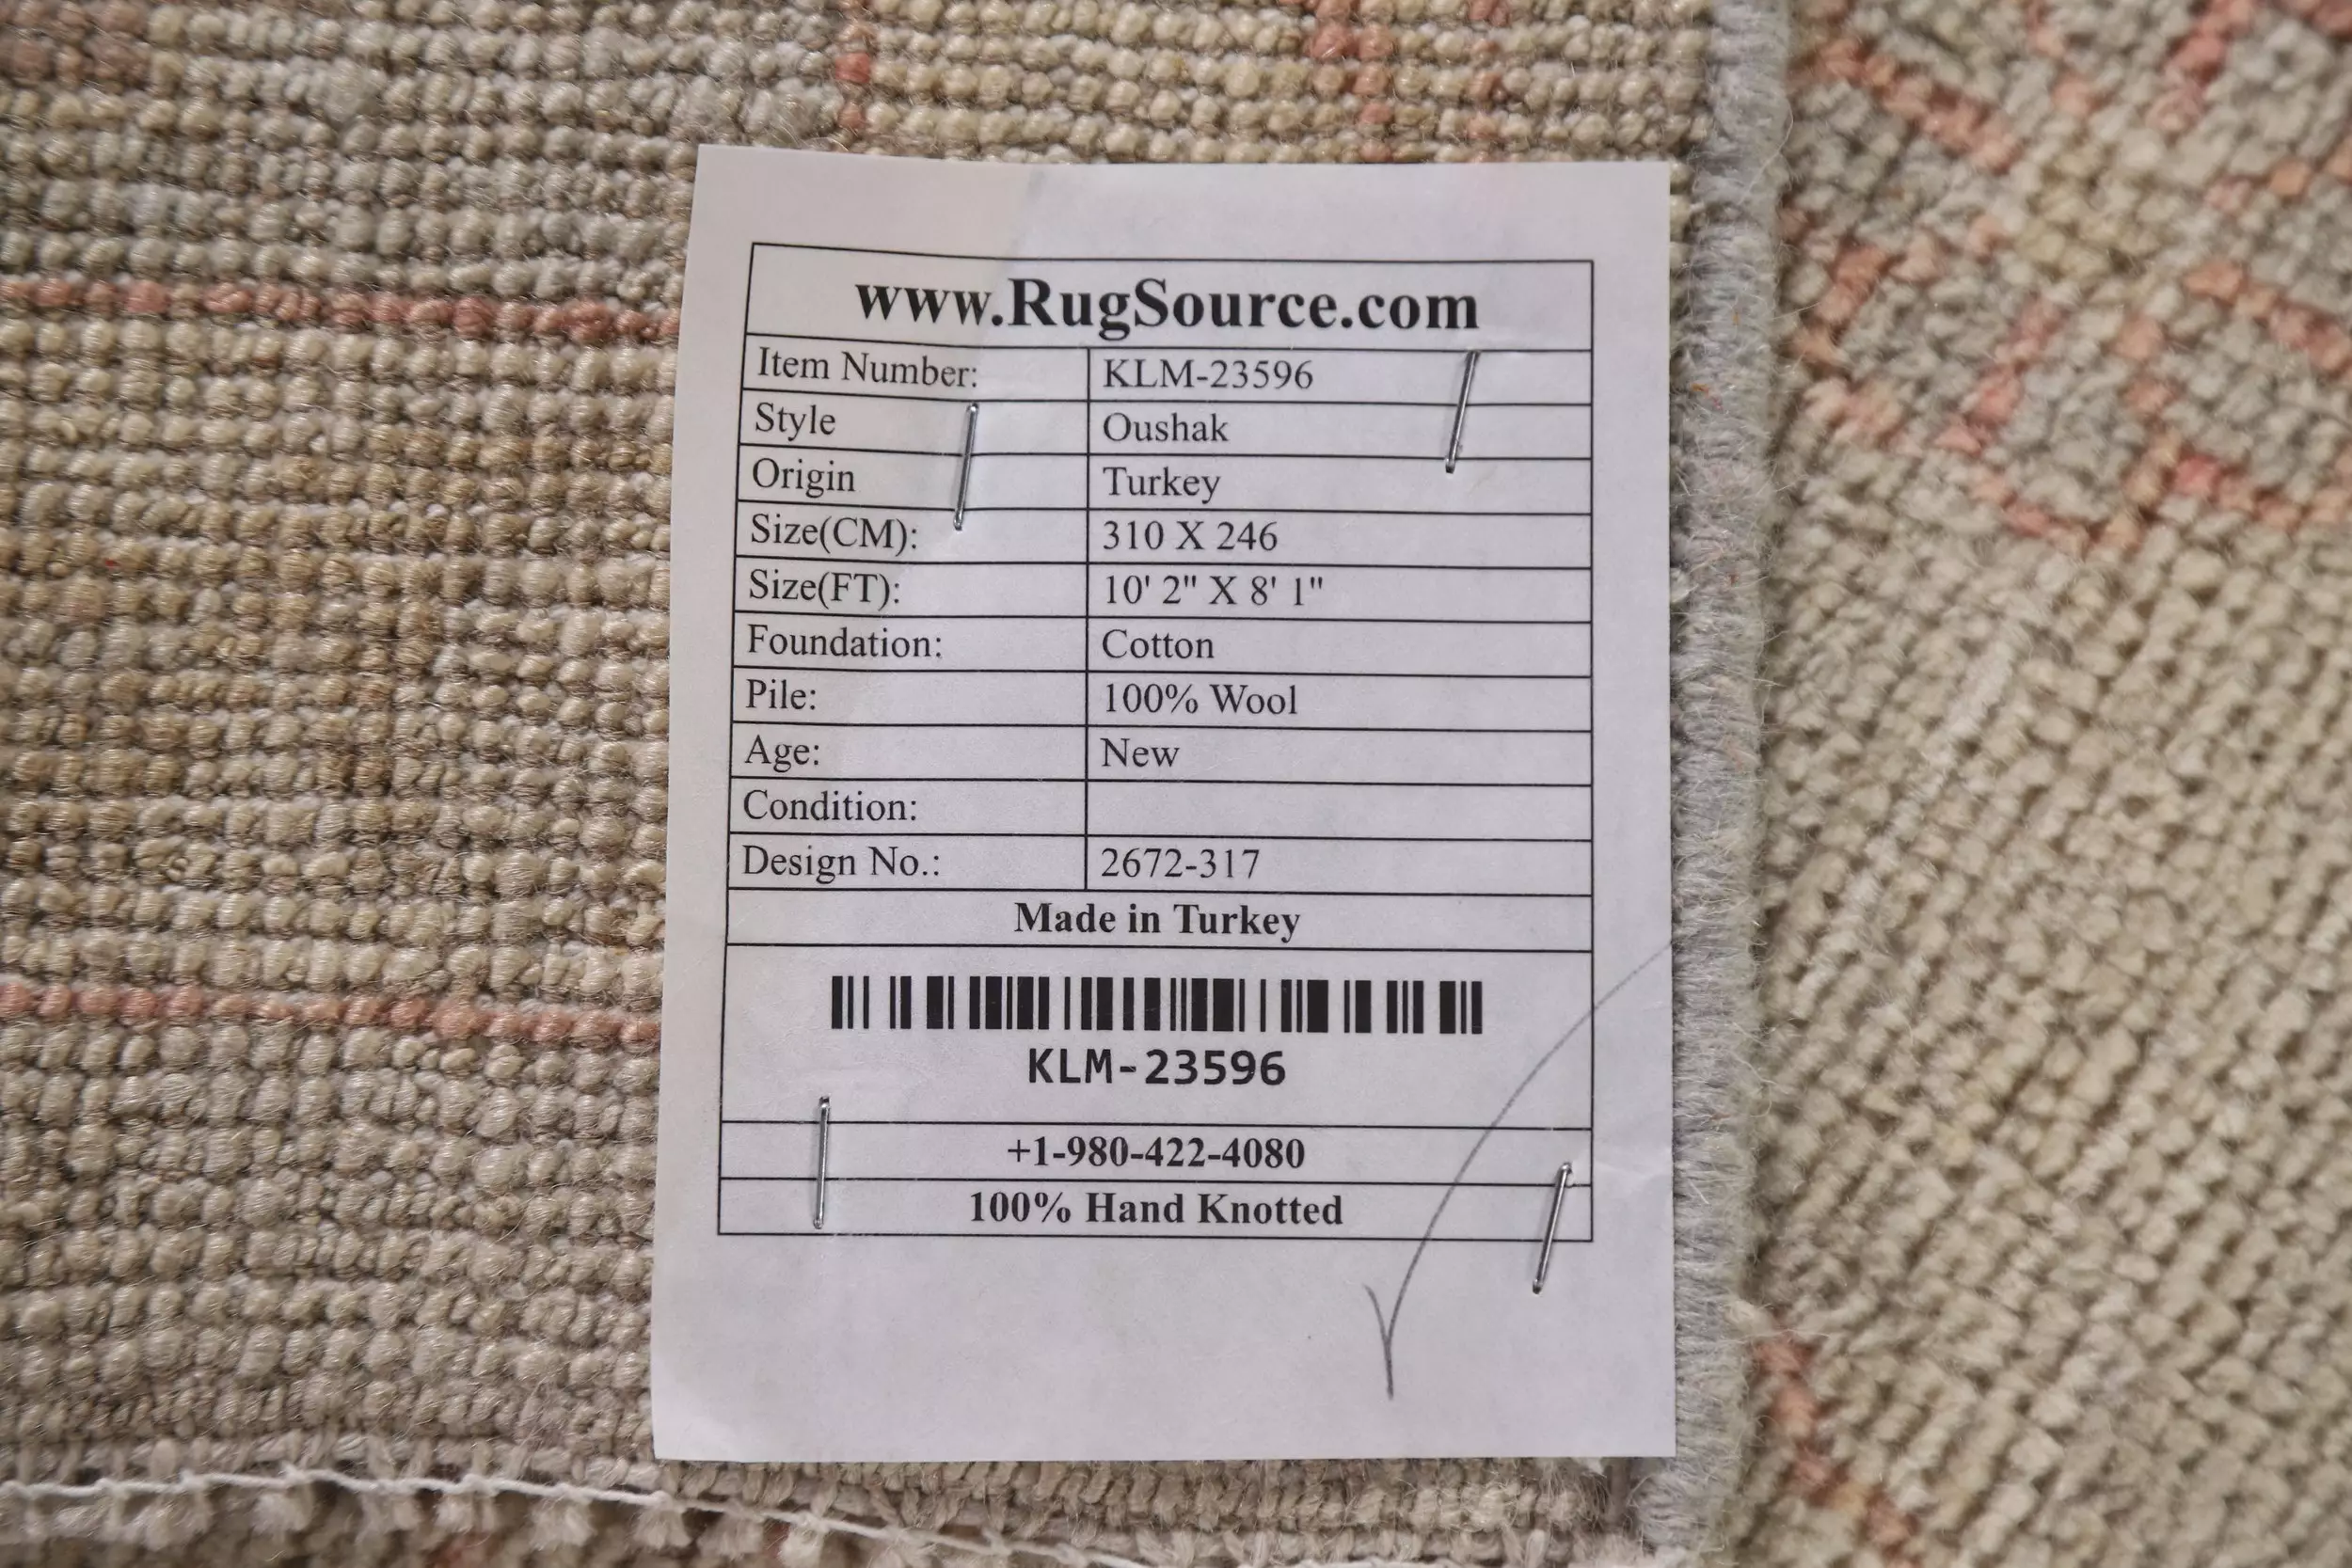 www.RugSource.com
Item Number: KLM-23596
Style Oushak
Origin Turkey
Size(CM): 310 X 246
Size(FT): 10' 2" X 8' 1"
Foundation: Cotton
Pile: 100% Wool
Age: New
Condition:
Design No.: 2672-317
Made in Turkey
KLM-23596
+1-980-422-4080
100% Hand Knotted